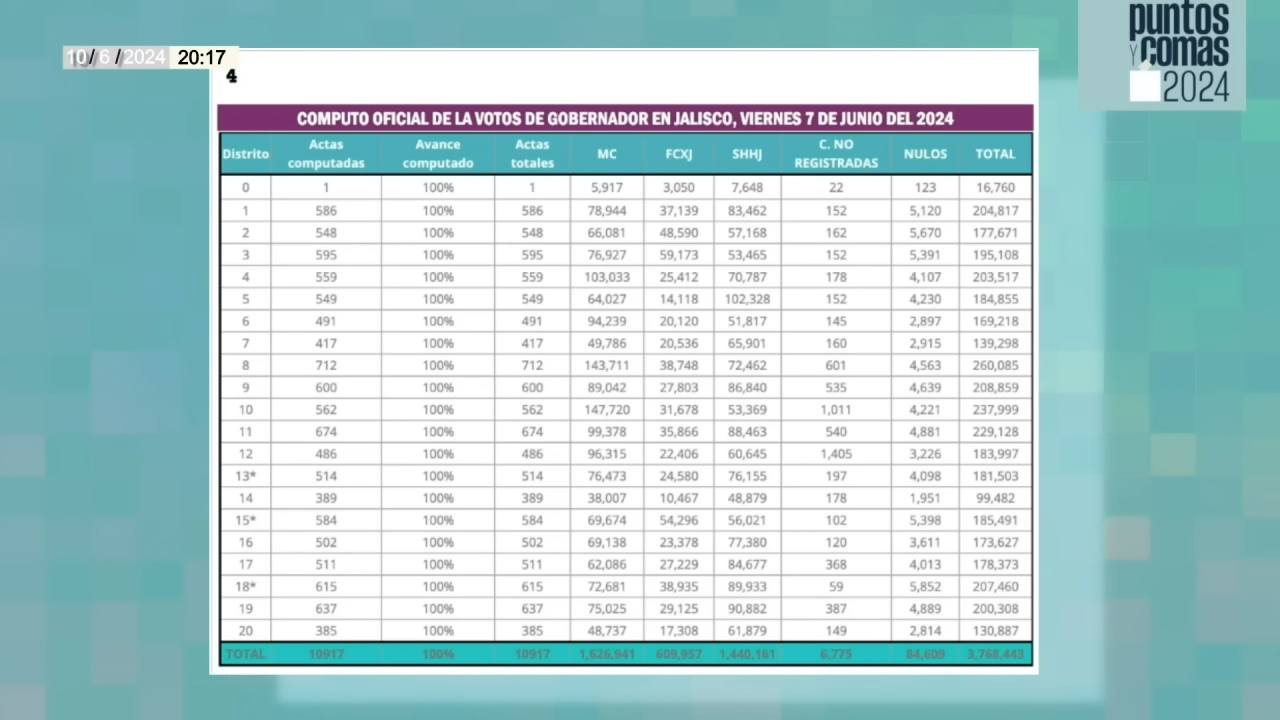 10/ 6 /2024 20:17
puntos
Y comas
2024
4
COMPUTO OFICIAL DE LA VOTOS DE GOBERNADOR EN JALISCO, VIERNES 7 DE JUNIO DEL 2024
Distrito Actas computadas Avance computado Actas totales MC FCXJ SHHJ C. NO REGISTRADAS NULOS TOTAL
0 1 100% 1 5,917 3,050 7,648 22 123 16,760
1 586 100% 586 78,944 37,139 83,462 152 5,120 204,817
2 548 100% 548 66,081 48,590 57,168 162 5,670 177,671
3 595 100% 595 76,927 59,173 53,465 152 5,391 195,108
4 559 100% 559 103,033 25,412 70,787 178 4,107 203,517
5 549 100% 549 64,027 14,118 102,328 152 4,230 184,855
6 491 100% 491 94,239 20,120 51,817 145 2,897 169,218
7 417 100% 417 49,786 20,536 65,901 160 2,915 139,298
8 712 100% 712 143,711 38,748 72,462 601 4,563 260,085
9 600 100% 600 89,042 27,803 86,840 535 4,639 208,859
10 562 100% 562 147,720 31,678 53,369 1,011 4,221 237,999
11 674 100% 674 99,378 35,866 88,463 540 4,881 229,128
12 486 100% 486 96,315 22,406 60,645 1,405 3,226 183,997
13* 514 100% 514 76,473 24,580 76,155 197 4,098 181,503
14 389 100% 389 38,007 10,467 48,879 178 1,951 99,482
15* 584 100% 584 69,674 54,296 56,021 102 5,398 185,491
16 502 100% 502 69,138 23,378 77,380 120 3,611 173,627
17 511 100% 511 62,086 27,229 84,677 368 4,013 178,373
18* 615 100% 615 72,681 38,935 89,933 59 5,852 207,460
19 637 100% 637 75,025 29,125 90,882 387 4,889 200,308
20 385 100% 385 48,737 17,308 61,879 149 2,814 130,887
TOTAL 10917 100% 10917 1,626,941 609,957 1,440,161 6,775 84,609 3,768,443